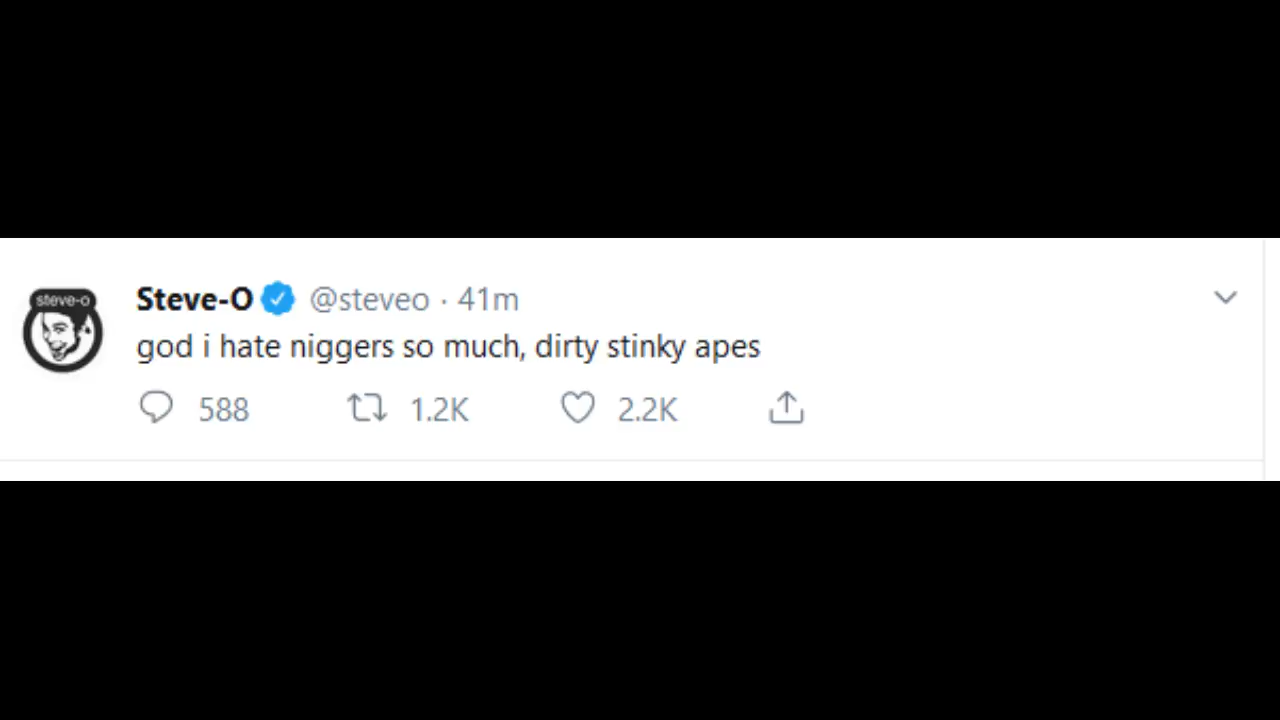 steve-o
Steve-O @steveo · 41m
god i hate niggers so much, dirty stinky apes
588 1.2K 2.2K